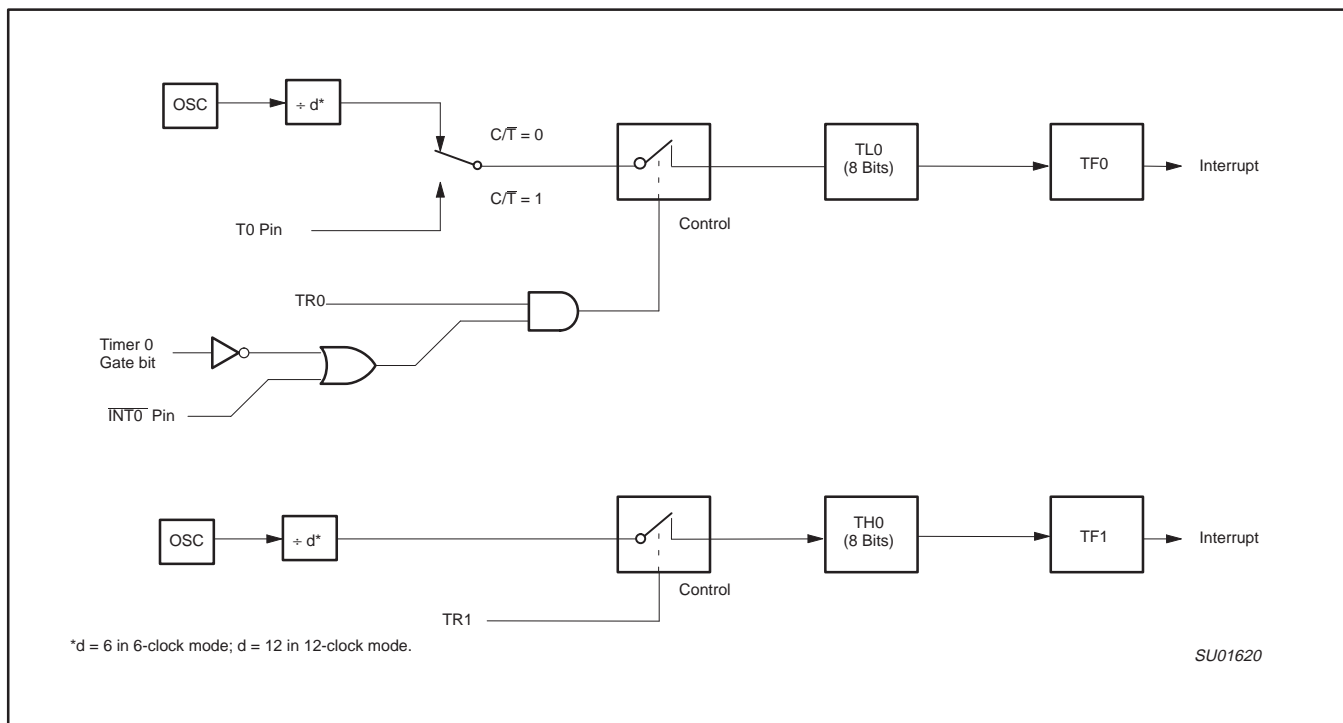 OSC
÷ d*
C/T̅ = 0
C/T̅ = 1
T0 Pin
Control
TL0
(8 Bits)
TF0
Interrupt
TR0
Timer 0
Gate bit
I̅N̅T̅0̅ Pin
OSC
÷ d*
Control
TH0
(8 Bits)
TF1
Interrupt
TR1
*d = 6 in 6-clock mode; d = 12 in 12-clock mode.
SU01620